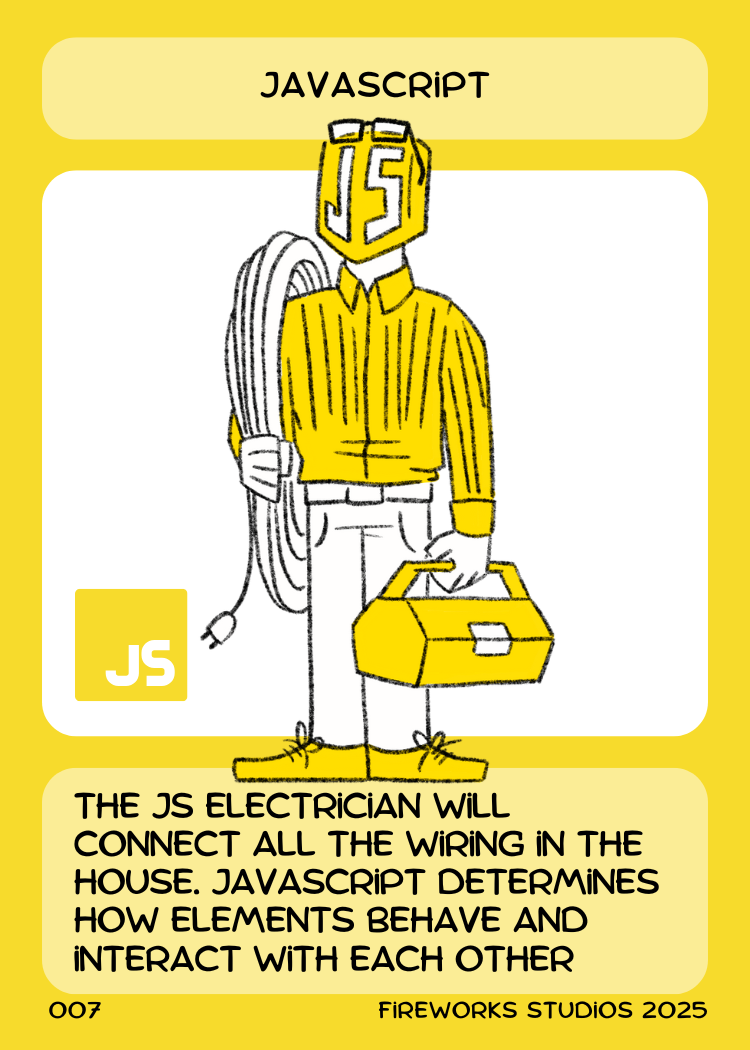 JAVASCRIPT
JS
JS
THE JS ELECTRICIAN WILL
CONNECT ALL THE WIRING IN THE
HOUSE. JAVASCRIPT DETERMINES
HOW ELEMENTS BEHAVE AND
INTERACT WITH EACH OTHER
007
FIREWORKS STUDIOS 2025